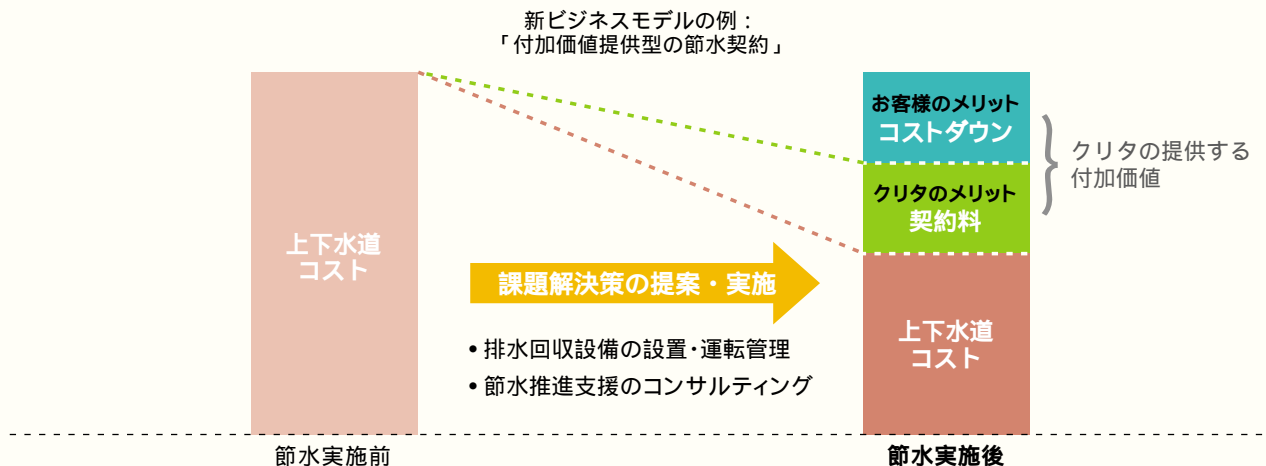 新ビジネスモデルの例：
「付加価値提供型の節水契約」
上下水道
コスト
課題解決策の提案・実施
•排水回収設備の設置・運転管理
•節水推進支援のコンサルティング
お客様のメリット
コストダウン
クリタのメリット
契約料
上下水道
コスト
クリタの提供する
付加価値
節水実施前
節水実施後